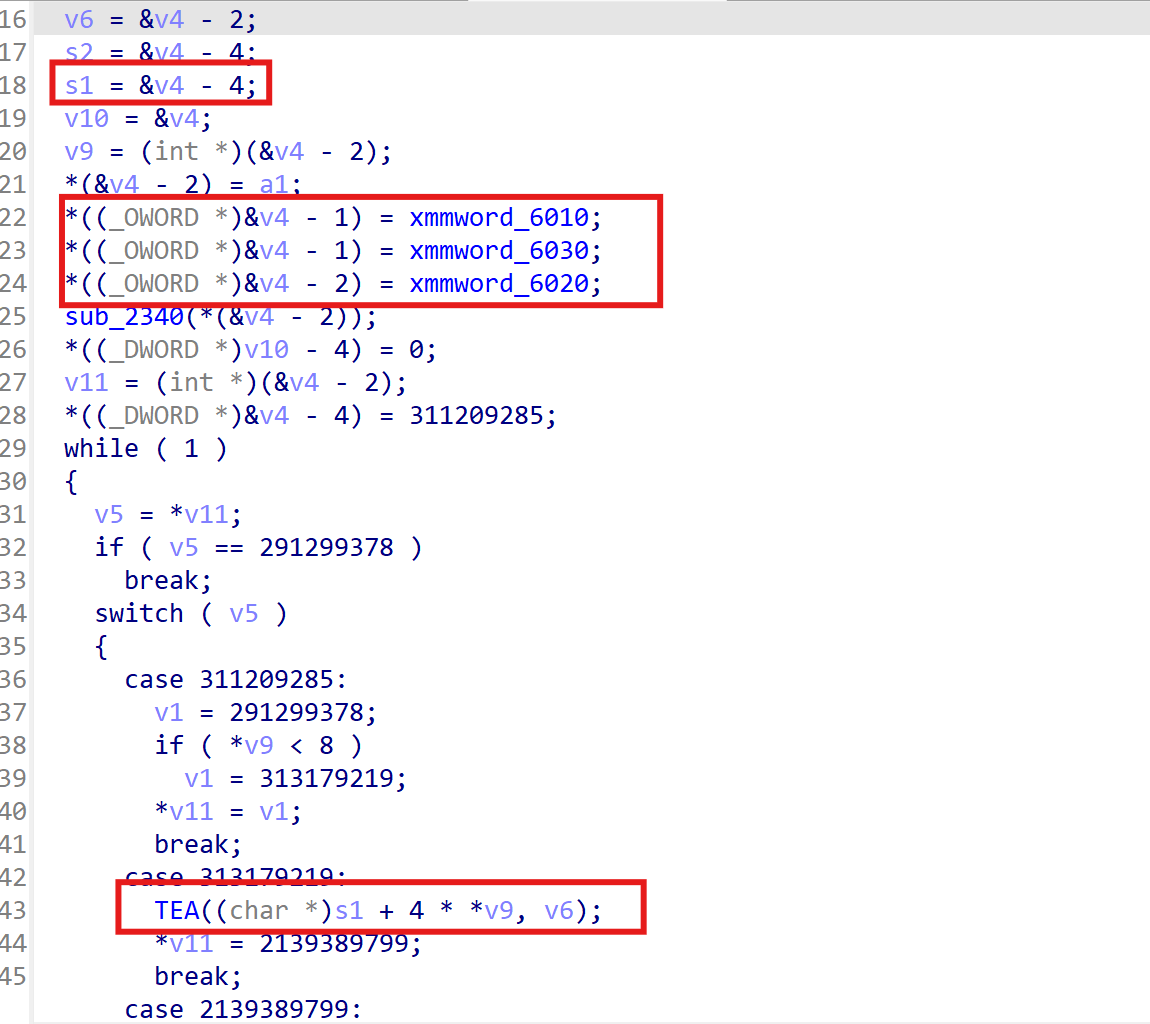 16 v6 = &v4 - 2;
17 s2 = &v4 - 4;
18 s1 = &v4 - 4;
19 v10 = &v4;
20 v9 = (int *)(&v4 - 2);
21 *(&v4 - 2) = a1;
22 *((_OWORD *)&v4 - 1) = xmmword_6010;
23 *((_OWORD *)&v4 - 1) = xmmword_6030;
24 *((_OWORD *)&v4 - 2) = xmmword_6020;
25 sub_2340(*(&v4 - 2));
26 *((_DWORD *)v10 - 4) = 0;
27 v11 = (int *)(&v4 - 2);
28 *((_DWORD *)&v4 - 4) = 311209285;
29 while ( 1 )
30 {
31 v5 = *v11;
32 if ( v5 == 291299378 )
33 break;
34 switch ( v5 )
35 {
36 case 311209285:
37 v1 = 291299378;
38 if ( *v9 < 8 )
39 v1 = 313179219;
40 *v11 = v1;
41 break;
42 case 313179219:
43 TEA((char *)s1 + 4 * *v9, v6);
44 *v11 = 2139389799;
45 break;
case 2139389799: